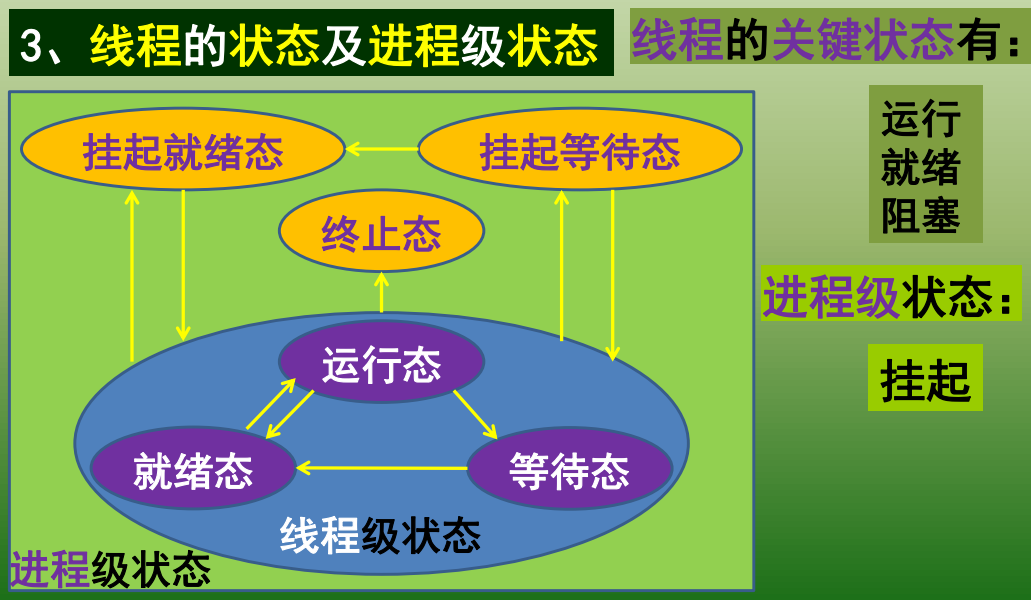 3、线程的状态及进程级状态
线程的关键状态有：
运行
就绪
阻塞
进程级状态：
挂起
挂起就绪态
挂起等待态
终止态
运行态
就绪态
等待态
线程级状态
进程级状态